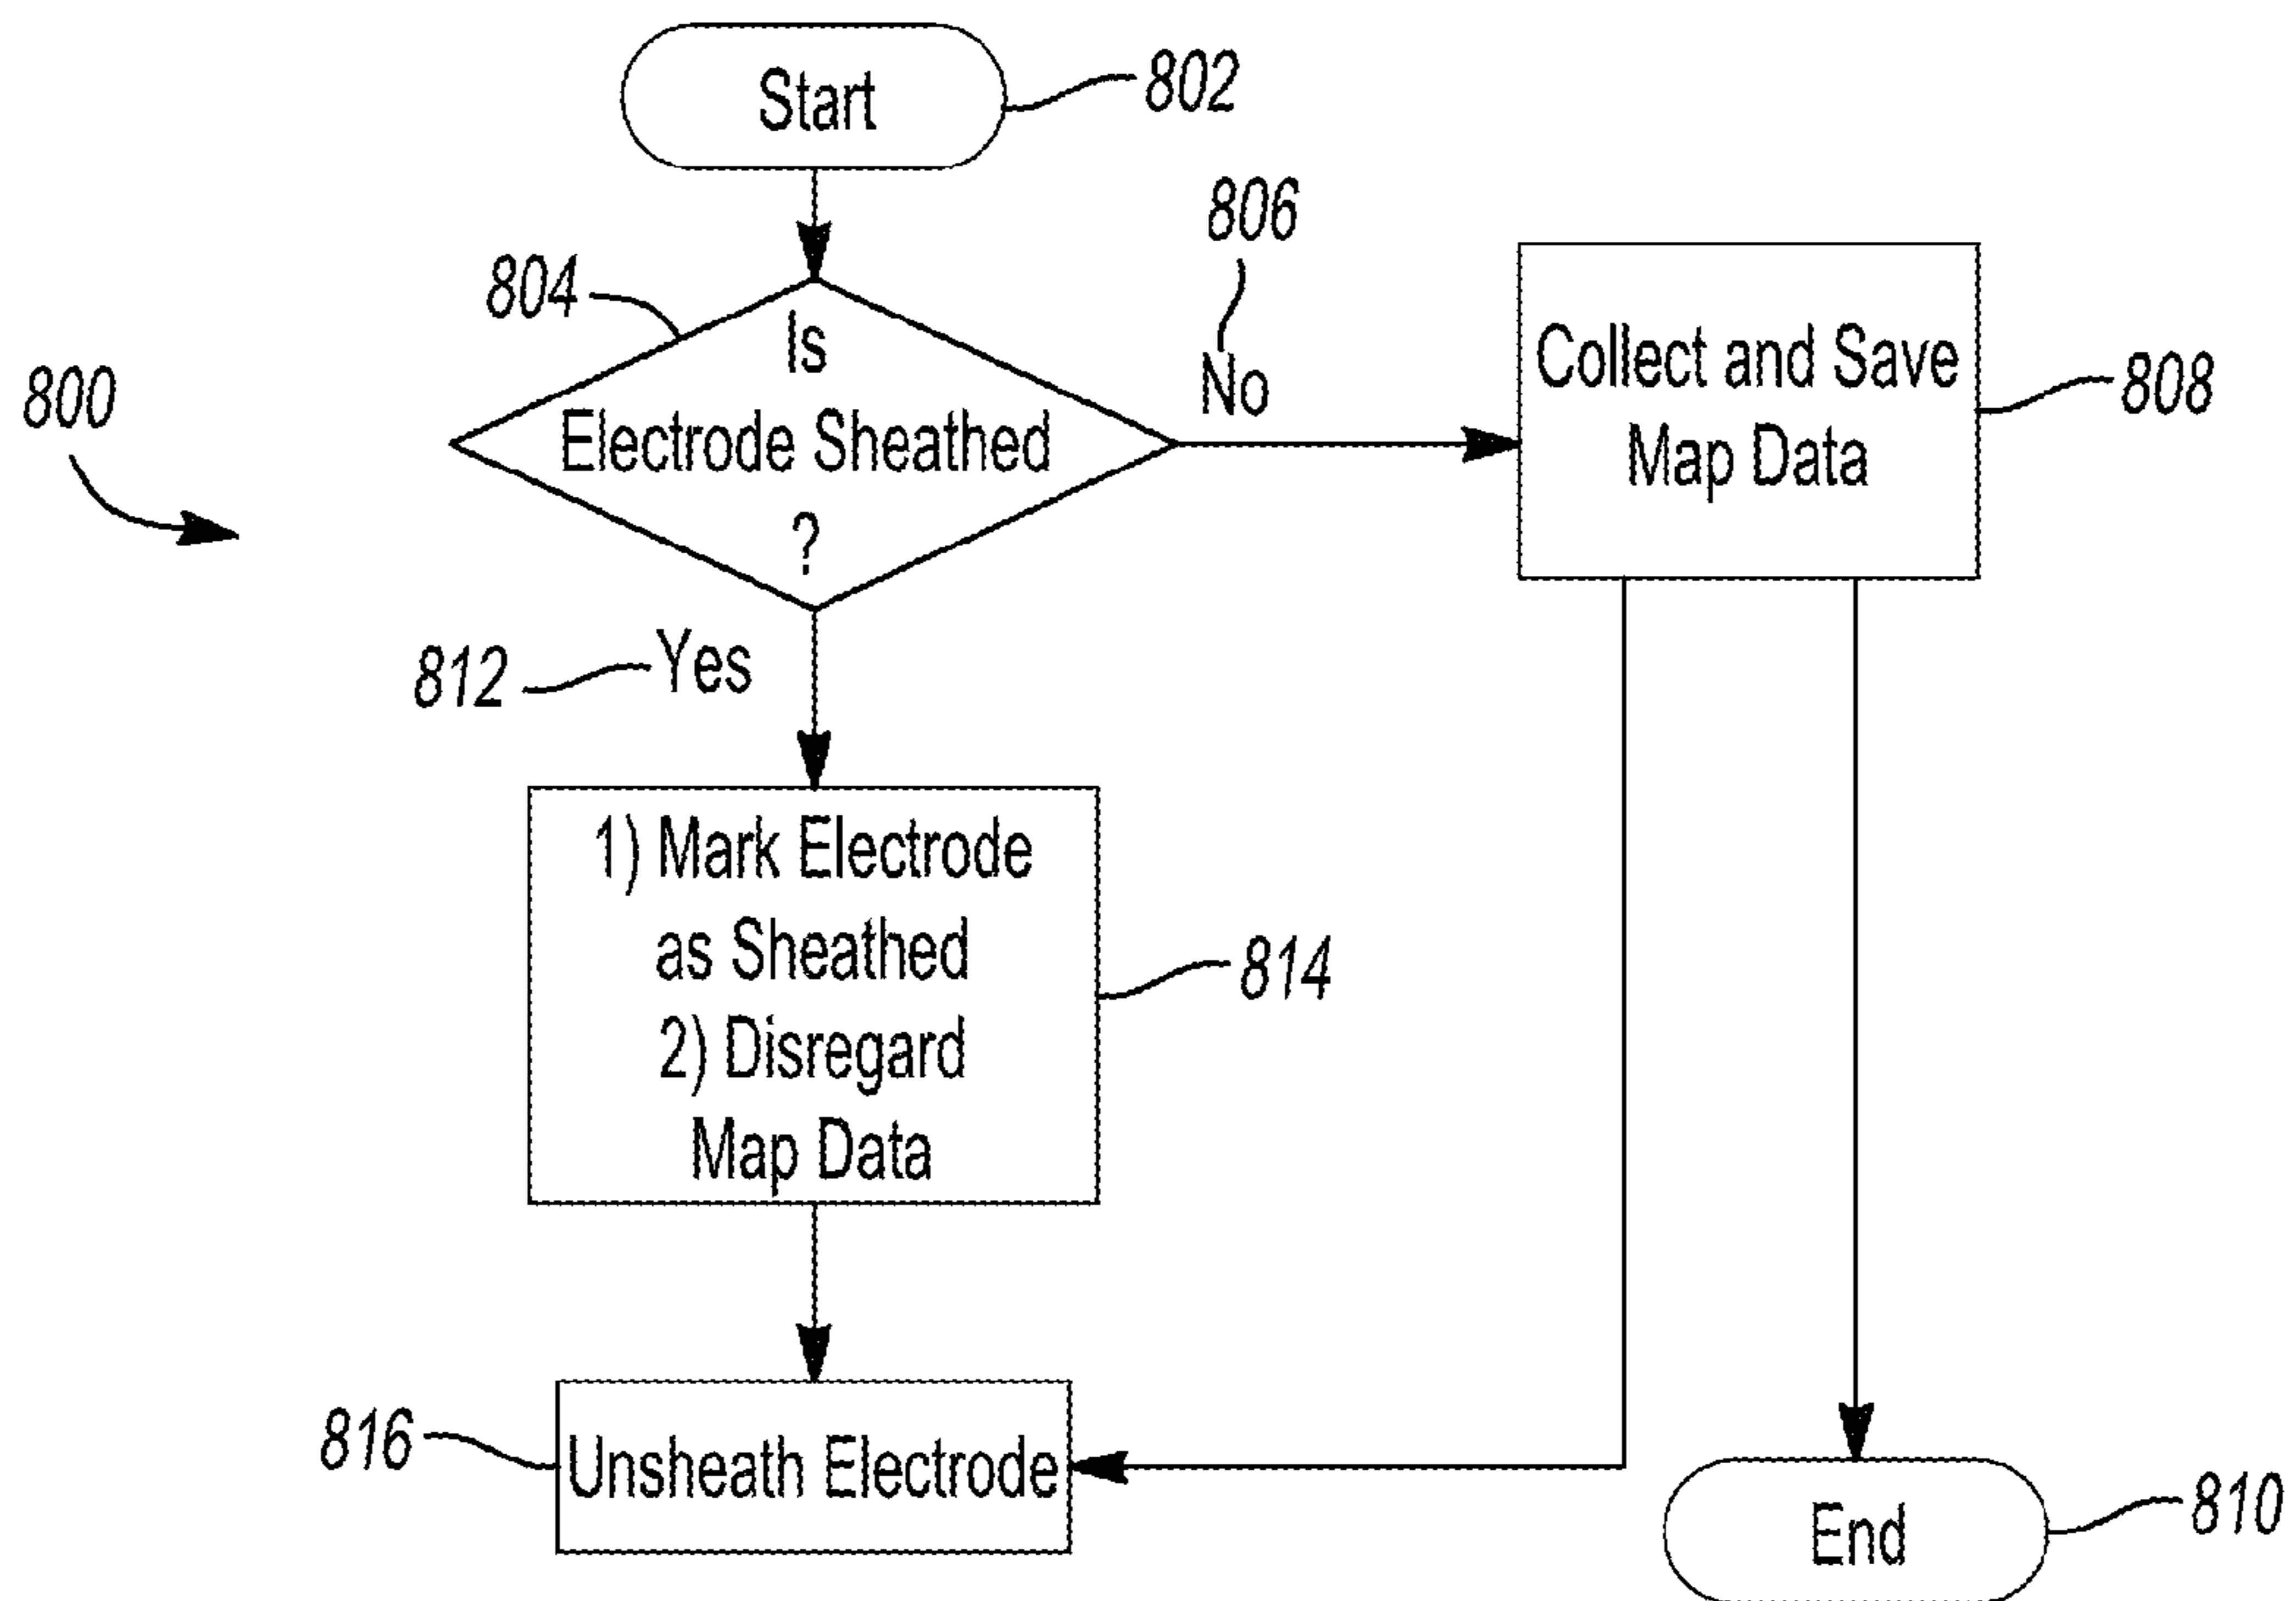 Start
802
806
804
Is
No
Electrode Sheathed
?
Collect and Save
Map Data
808
800
812
Yes
1) Mark Electrode
as Sheathed
2) Disregard
Map Data
814
816
Unsheath Electrode
End
810